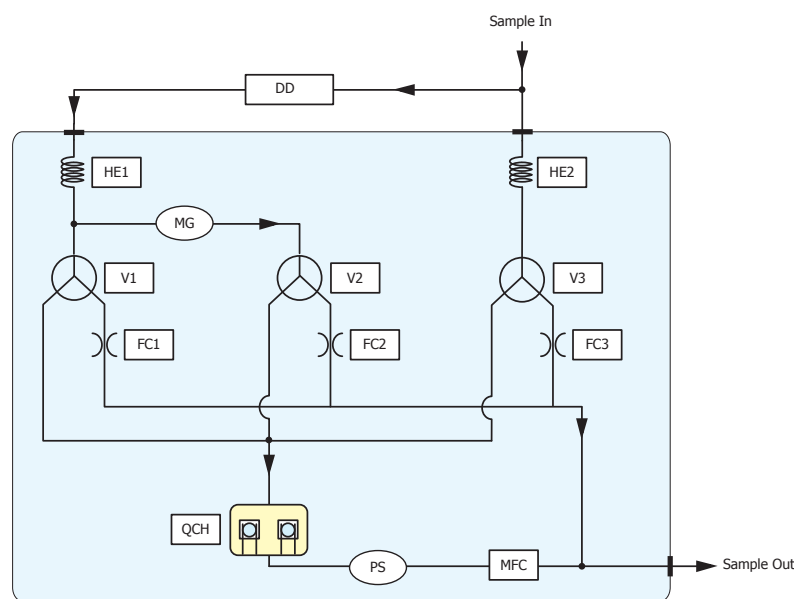 Sample In
DD
HE1
HE2
MG
V1
V2
V3
FC1
FC2
FC3
QCH
PS
MFC
Sample Out